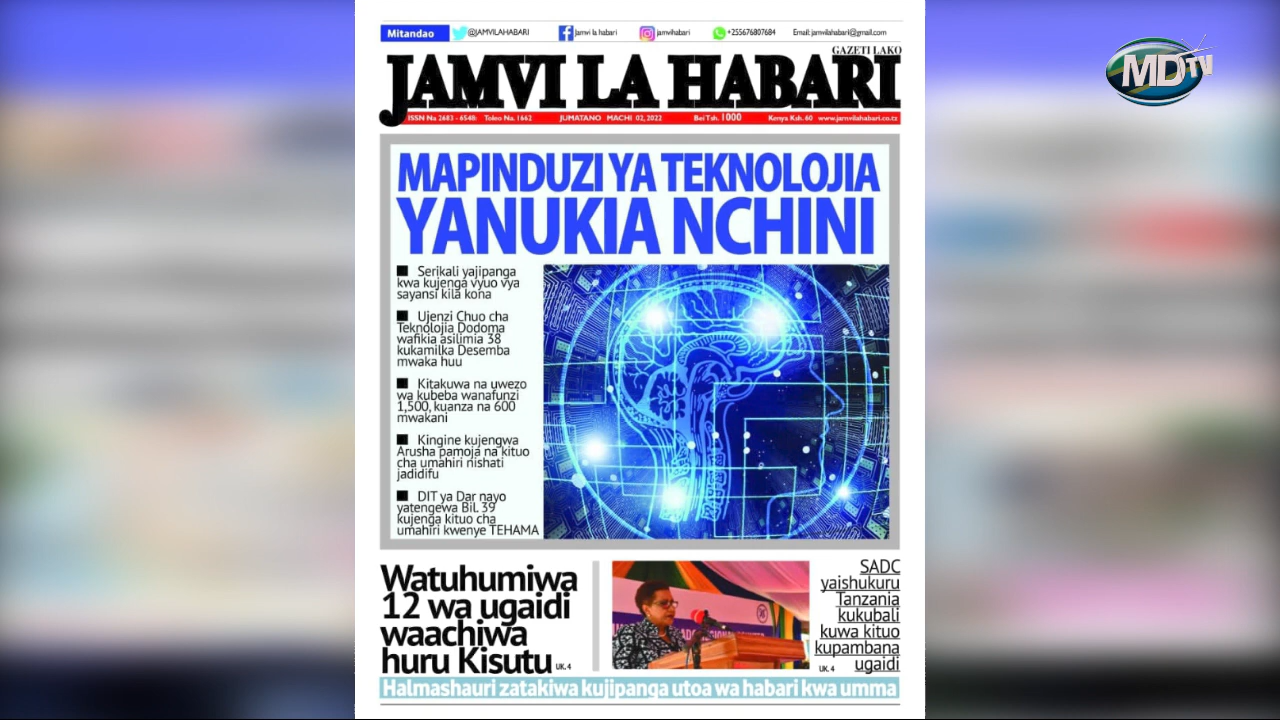 Mitandao @JAMVILAHABARI Jamvi la habari jamvihabari +255676807684 Email: jamvilahabari@gmail.com
GAZETI LAKO
JAMVI LA HABARI
ISSN Na 2683 - 6548: Toleo Na. 1662 JUMATANO MACHI 02, 2022 Bei Tsh. 1000 Kenya Ksh. 60 www.jamvilahabari.co.tz
MDTV
MAPINDUZI YA TEKNOLOJIA
YANUKIA NCHINI
Serikali yajipanga
kwa kujenga vyuo vya
sayansi kila kona
Ujenzi Chuo cha
Teknolojia Dodoma
wafikia asilimia 38
kukamilka Desemba
mwaka huu
Kitakuwa na uwezo
wa kubeba wanafunzi
1,500, kuanza na 600
mwakani
Kingine kujengwa
Arusha pamoja na kituo
cha umahiri nishati
jadidifu
DIT ya Dar nayo
yatengewa Bil. 39
kujenga kituo cha
umahiri kwenye TEHAMA
Watuhumiwa
12 wa ugaidi
waachiwa
huru Kisutu UK. 4
SADC
yaishukuru
Tanzania
kukubali
kuwa kituo
kupambana
UK. 4 ugaidi
Halmashauri zatakiwa kujipanga utoa wa habari kwa umma